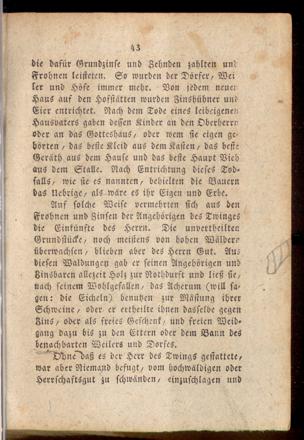 43
die dafür Grundzinse und Zehnden zahlten und
Frohnen leisteten. So wurden der Dörfer, Wei
ler und Höfe immer mehr. Von jedem neuen
Haus auf den Hofstätten wurden Zinshühner und
Eier entrichtet. Nach dem Tode eines leibeigenen
Hausvaters gaben dessen Kinder an den Oberherrn
oder an das Gotteshaus, oder wem sie eigen ge-
hörten, das beste Kleid aus dem Kasten, das beste
Geräth aus dem Hause und das beste Haupt Vieh
aus dem Stalle. Nach Entrichtung dieses Tod-
falls, wie sie es nannten, behielten die Bauern
das Uebrige, als wäre es ihr Eigen und Erbe.
Auf solche Weise vermehrten sich aus den
Frohnen und Zinsen der Angehörigen des Twinges
die Einkünfte des Herrn. Die unvertheilten
Grundstücke, noch meistens von hohen Wäldern
überwachsen, blieben aber des Herrn Gut. Aus
diesen Waldungen gab er seinen Angehörigen und
Zinsbaren allezeit Holz zur Nothdurft und ließ sie,
nach seinem Wohlgefallen, das Acherum (will sa-
gen: die Eicheln) benutzen zur Mästung ihrer
Schweine, oder er ertheilte ihnen dasselbe gegen
Zins, oder als freies Geschenk, und freien Weid-
gang dazu bis zu den Ettern oder dem Bann des
benachbarten Weilers und Dorfes.
Ohne daß es der Herr des Twings gestattete,
war aber Niemand befugt, vom hochwäldigen oder
Herrschaftsgut zu schwänden, einzuschlagen und